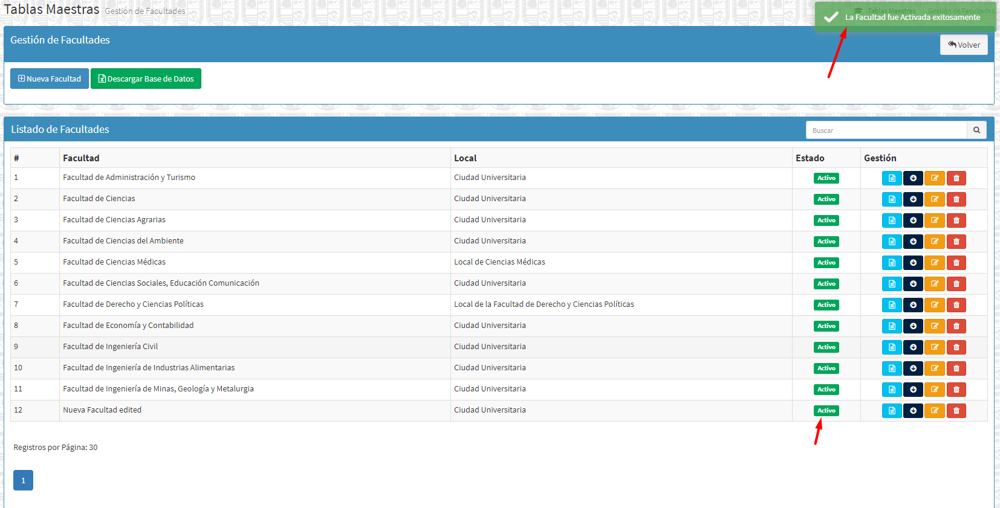 Tablas Maestras Gestión de Facultades
Tablas Maestras Gestión de Facultades
La Facultad fue Activada exitosamente
Gestión de Facultades
Volver
Nueva Facultad
Descargar Base de Datos
Listado de Facultades
Buscar
# Facultad Local Estado Gestión
1 Facultad de Administración y Turismo Ciudad Universitaria Activo
2 Facultad de Ciencias Ciudad Universitaria Activo
3 Facultad de Ciencias Agrarias Ciudad Universitaria Activo
4 Facultad de Ciencias del Ambiente Ciudad Universitaria Activo
5 Facultad de Ciencias Médicas Local de Ciencias Médicas Activo
6 Facultad de Ciencias Sociales, Educación Comunicación Ciudad Universitaria Activo
7 Facultad de Derecho y Ciencias Políticas Local de la Facultad de Derecho y Ciencias Políticas Activo
8 Facultad de Economía y Contabilidad Ciudad Universitaria Activo
9 Facultad de Ingeniería Civil Ciudad Universitaria Activo
10 Facultad de Ingeniería de Industrias Alimentarias Ciudad Universitaria Activo
11 Facultad de Ingeniería de Minas, Geología y Metalurgia Ciudad Universitaria Activo
12 Nueva Facultad edited Ciudad Universitaria Activo
Registros por Página: 30
1